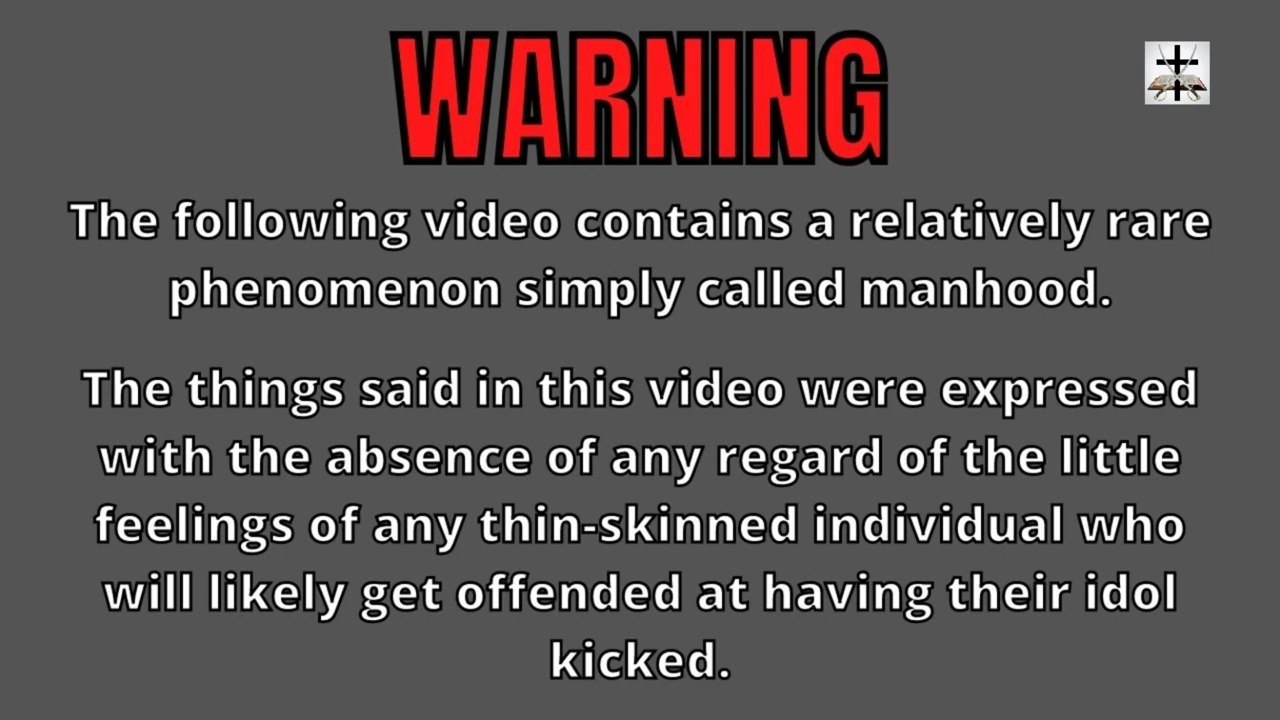 WARNING
The following video contains a relatively rare
phenomenon simply called manhood.
The things said in this video were expressed
with the absence of any regard of the little
feelings of any thin-skinned individual who
will likely get offended at having their idol
kicked.